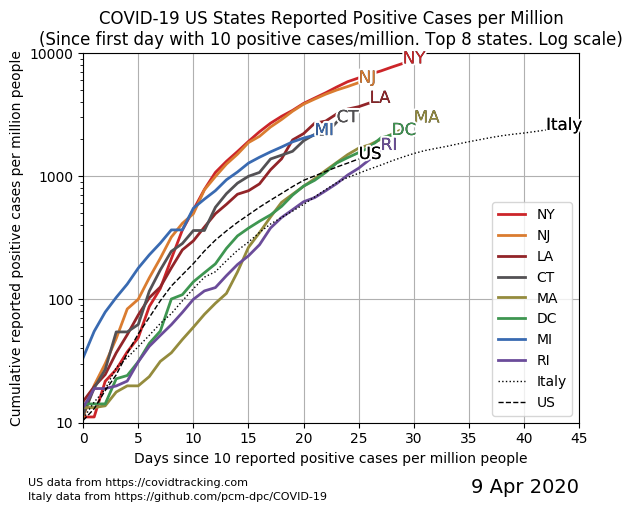 COVID-19 US States Reported Positive Cases per Million
(Since first day with 10 positive cases/million. Top 8 states. Log scale)
Cumulative reported positive cases per million people
10000
1000
100
10
NY
NJ
LA
CT
MA
MI
DC
RI
US
Italy
NY
NJ
LA
CT
MA
DC
MI
RI
Italy
US
0 5 10 15 20 25 30 35 40 45
Days since 10 reported positive cases per million people
US data from https://covidtracking.com
Italy data from https://github.com/pcm-dpc/COVID-19
9 Apr 2020